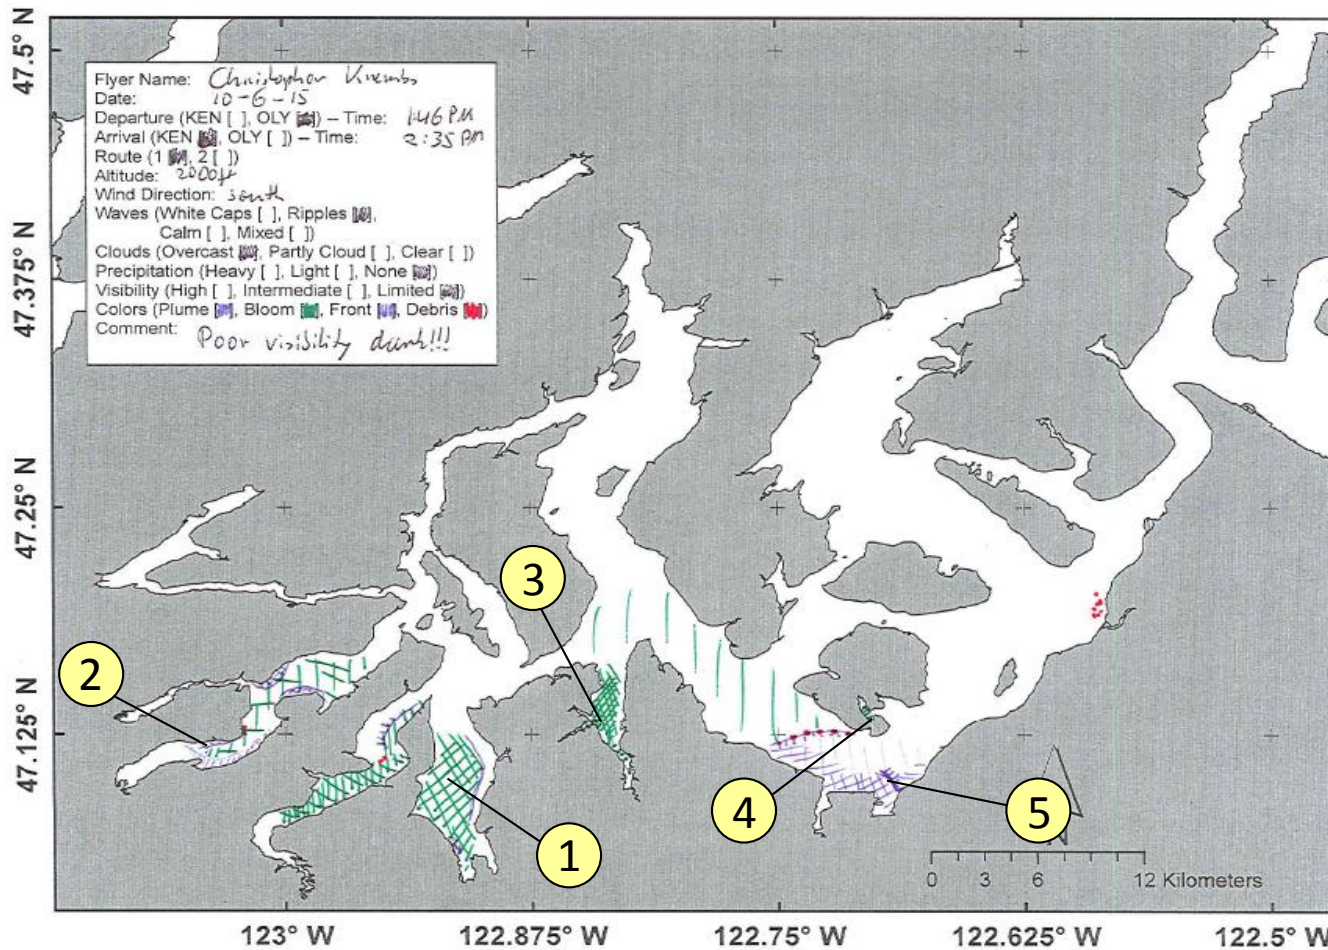 47.5° N
Flyer Name: Christopher Krembs
Date: 10-6-15
Departure (KEN [ ], OLY [ ]) – Time: 1:46 PM
Arrival (KEN [ ], OLY [ ]) – Time: 2:35 PM
Route (1 [ ], 2 [ ])
Altitude: 2000ft
Wind Direction: south
Waves (White Caps [ ], Ripples [ ],
Calm [ ], Mixed [ ])
Clouds (Overcast [ ], Partly Cloud [ ], Clear [ ])
Precipitation (Heavy [ ], Light [ ], None [ ])
Visibility (High [ ], Intermediate [ ], Limited [ ])
Colors (Plume [ ], Bloom [ ], Front [ ], Debris [ ])
Comment: Poor visibility dark!!!
47.375° N
47.25° N
3
2
47.125° N
4
5
1
0 3 6 12 Kilometers
123° W 122.875° W 122.75° W 122.625° W 122.5° W